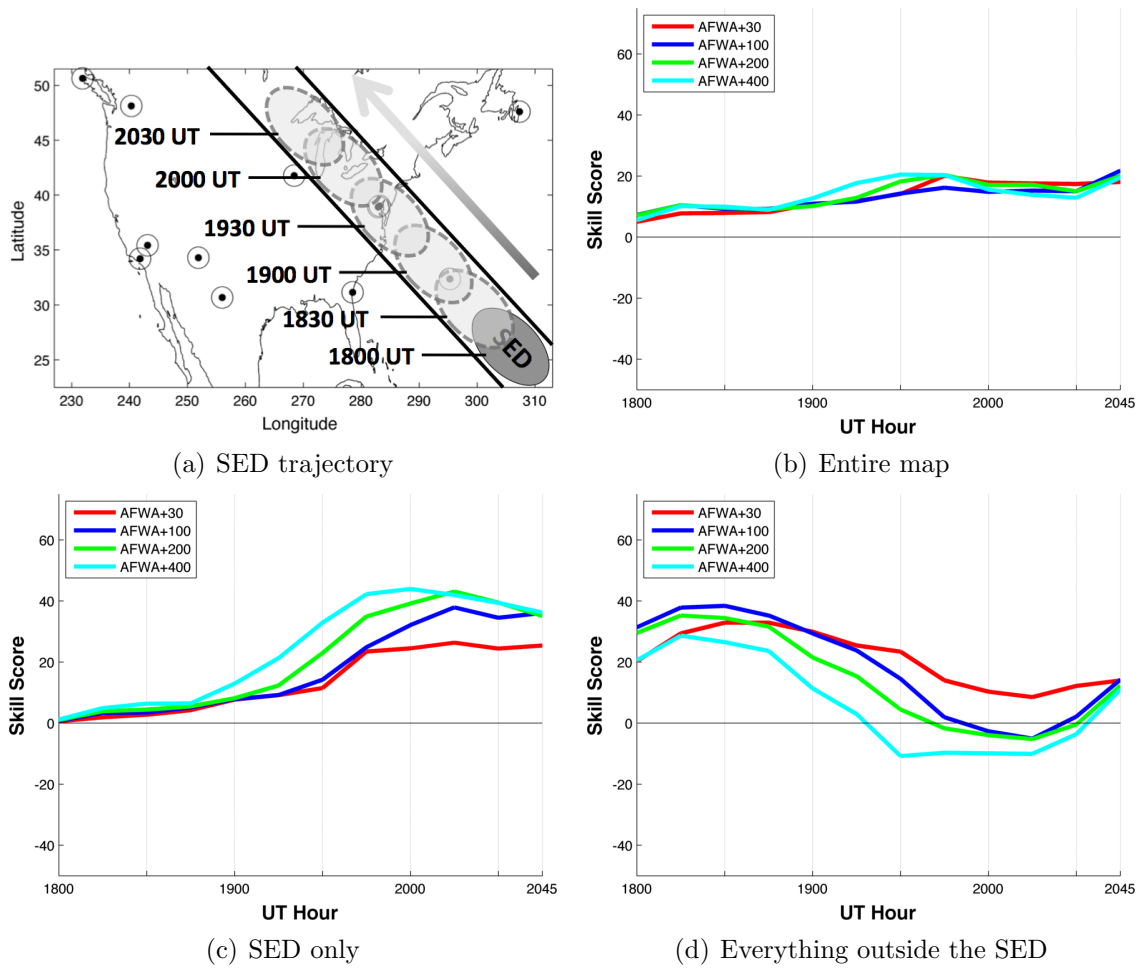 50
45
40
35
30
25
Latitude
230 240 250 260 270 280 290 300 310
Longitude
2030 UT
2000 UT
1930 UT
1900 UT
1830 UT
1800 UT
SED
(a) SED trajectory
AFWA+30
AFWA+100
AFWA+200
AFWA+400
60
40
20
0
-20
-40
Skill Score
1800 1900 2000 2045
UT Hour
(b) Entire map
AFWA+30
AFWA+100
AFWA+200
AFWA+400
60
40
20
0
-20
-40
Skill Score
1800 1900 2000 2045
UT Hour
(c) SED only
AFWA+30
AFWA+100
AFWA+200
AFWA+400
60
40
20
0
-20
-40
Skill Score
1800 1900 2000 2045
UT Hour
(d) Everything outside the SED